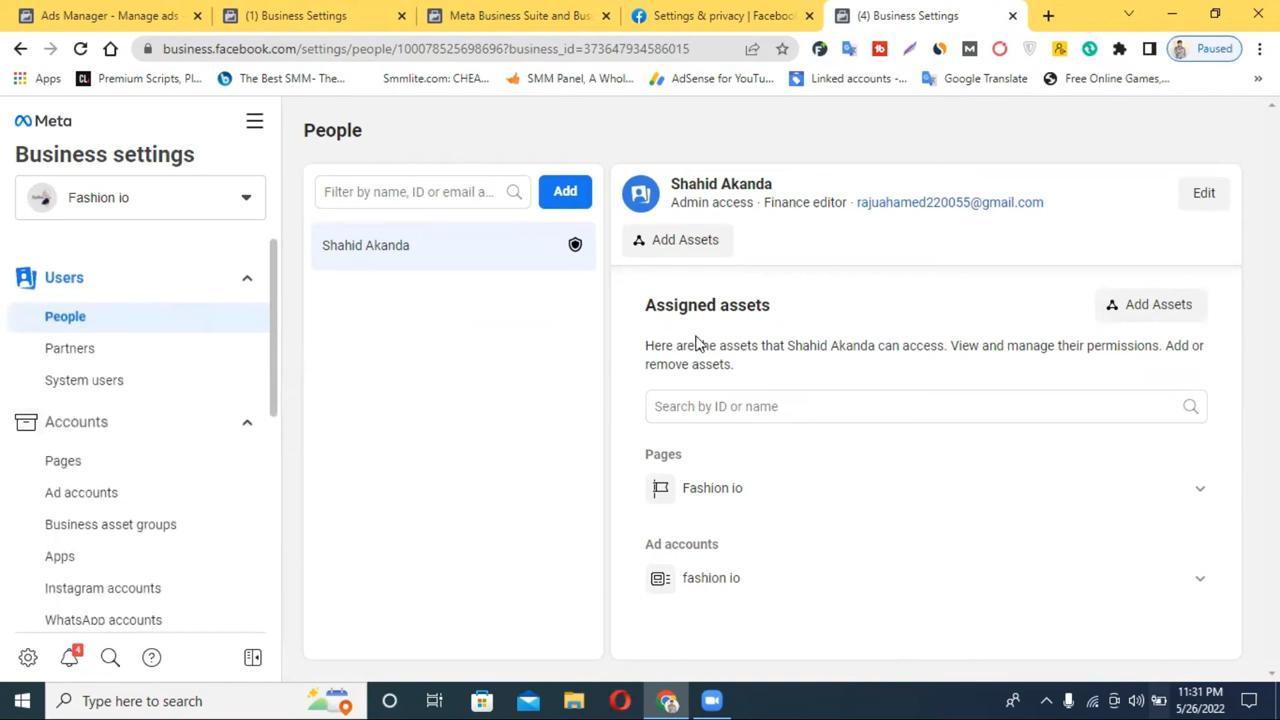 Ads Manager - Manage ads
(1) Business Settings
Meta Business Suite and Bus
Settings & privacy | Facebook
(4) Business Settings
business.facebook.com/settings/people/100078525698696?business_id=373647934586015
Paused
Apps
Premium Scripts, Pl...
The Best SMM- The...
Smmlite.com: CHEA...
SMM Panel, A Whol...
AdSense for YouTu...
Linked accounts -...
Google Translate
Free Online Games,...
Meta
Business settings
Fashion io
Users
People
Partners
System users
Accounts
Pages
Ad accounts
Business asset groups
Apps
Instagram accounts
WhatsApp accounts
4
People
Filter by name, ID or email a...
Add
Shahid Akanda
Shahid Akanda
Admin access · Finance editor · rajuahamed220055@gmail.com
Edit
Add Assets
Assigned assets
Add Assets
Here are the assets that Shahid Akanda can access. View and manage their permissions. Add or
remove assets.
Search by ID or name
Pages
Fashion io
Ad accounts
fashion io
Type here to search
11:31 PM
5/26/2022